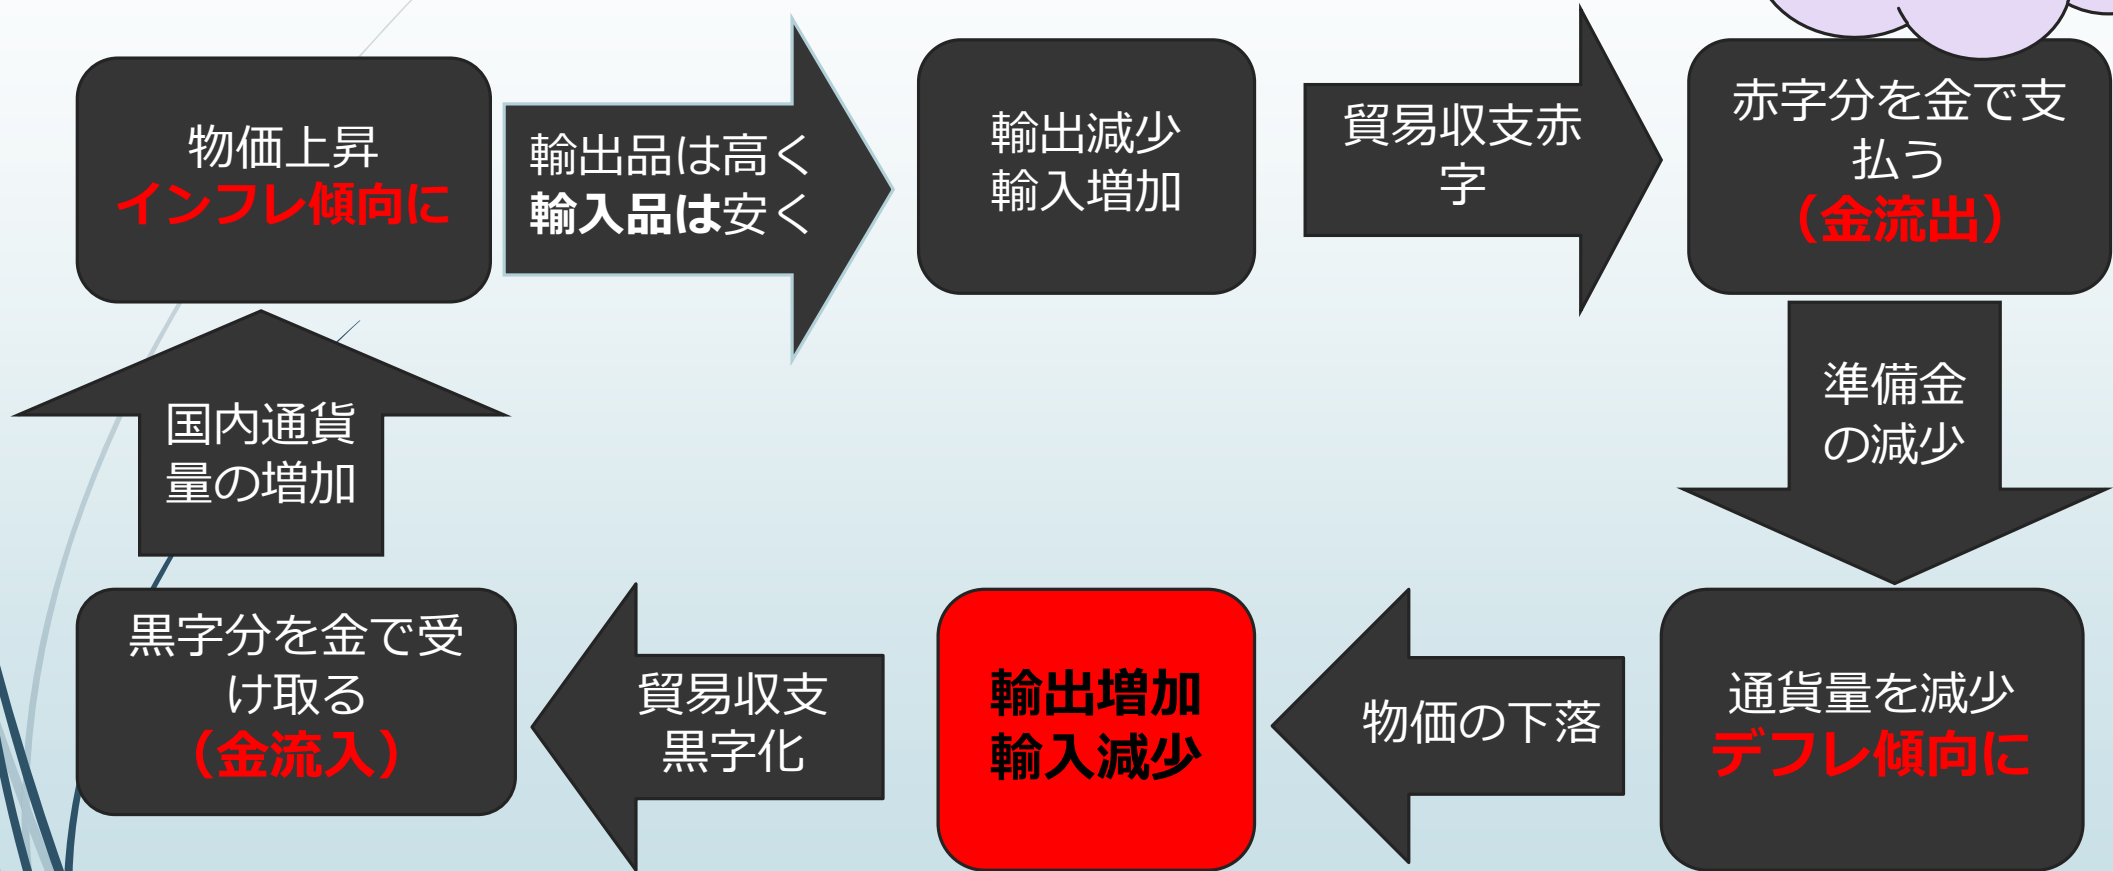 物価上昇
インフレ傾向に
輸出品は高く
輸入品は安く
輸出減少
輸入増加
貿易収支赤
字
赤字分を金で支
払う
（金流出）
準備金
の減少
通貨量を減少
デフレ傾向に
物価の下落
輸出増加
輸入減少
貿易収支
黒字化
黒字分を金で受
け取る
（金流入）
国内通貨
量の増加